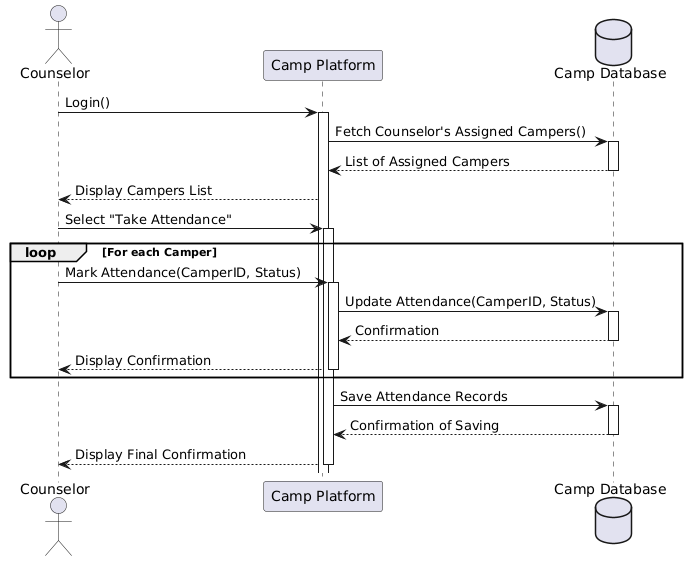 Counselor
Camp Platform
Camp Database
Login()
Fetch Counselor's Assigned Campers()
List of Assigned Campers
Display Campers List
Select "Take Attendance"
loop [For each Camper]
Mark Attendance(CamperID, Status)
Update Attendance(CamperID, Status)
Confirmation
Display Confirmation
Save Attendance Records
Confirmation of Saving
Display Final Confirmation
Counselor
Camp Platform
Camp Database